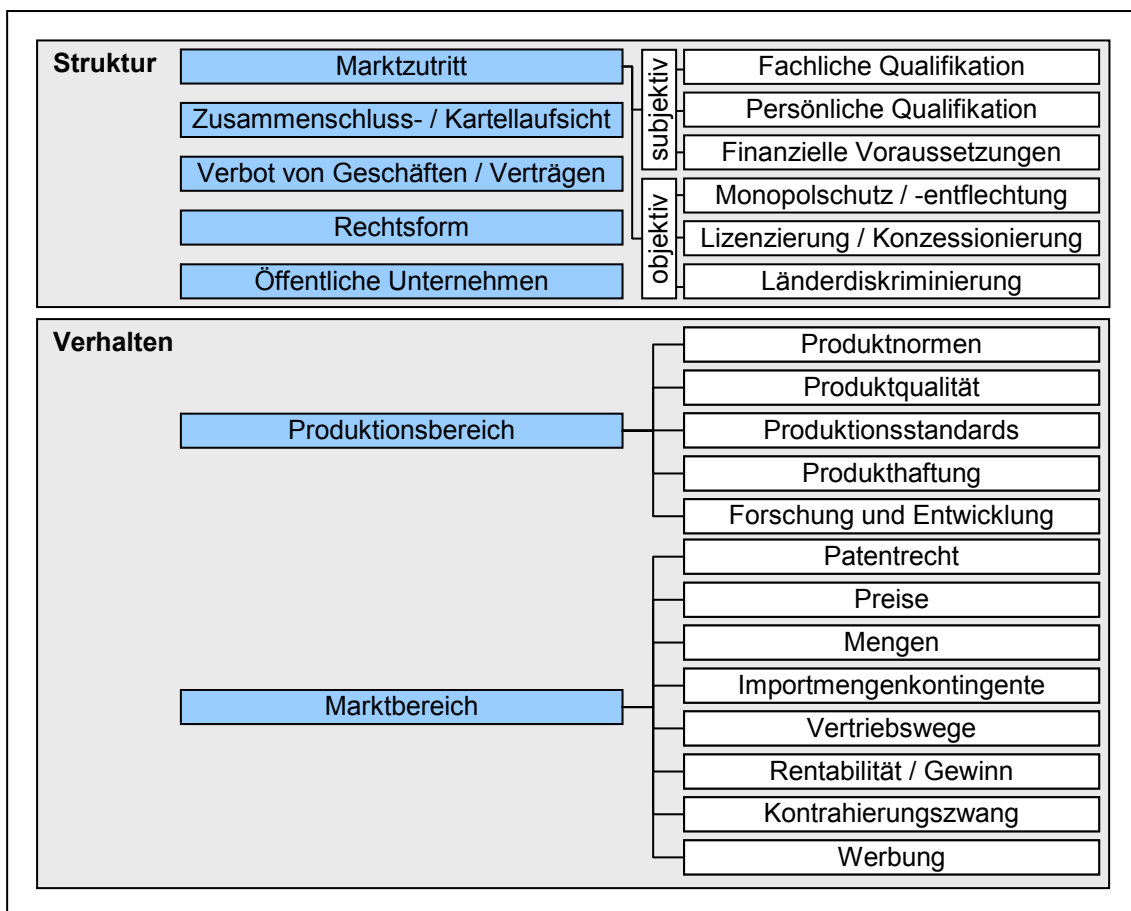 Struktur
Marktzutritt
Zusammenschluss- / Kartellaufsicht
Verbot von Geschäften / Verträgen
Rechtsform
Öffentliche Unternehmen
subjektiv
Fachliche Qualifikation
Persönliche Qualifikation
Finanzielle Voraussetzungen
objektiv
Monopolschutz / -entflechtung
Lizenzierung / Konzessionierung
Länderdiskriminierung
Verhalten
Produktionsbereich
Produktnormen
Produktqualität
Produktionsstandards
Produkthaftung
Forschung und Entwicklung
Marktbereich
Patentrecht
Preise
Mengen
Importmengenkontingente
Vertriebswege
Rentabilität / Gewinn
Kontrahierungszwang
Werbung